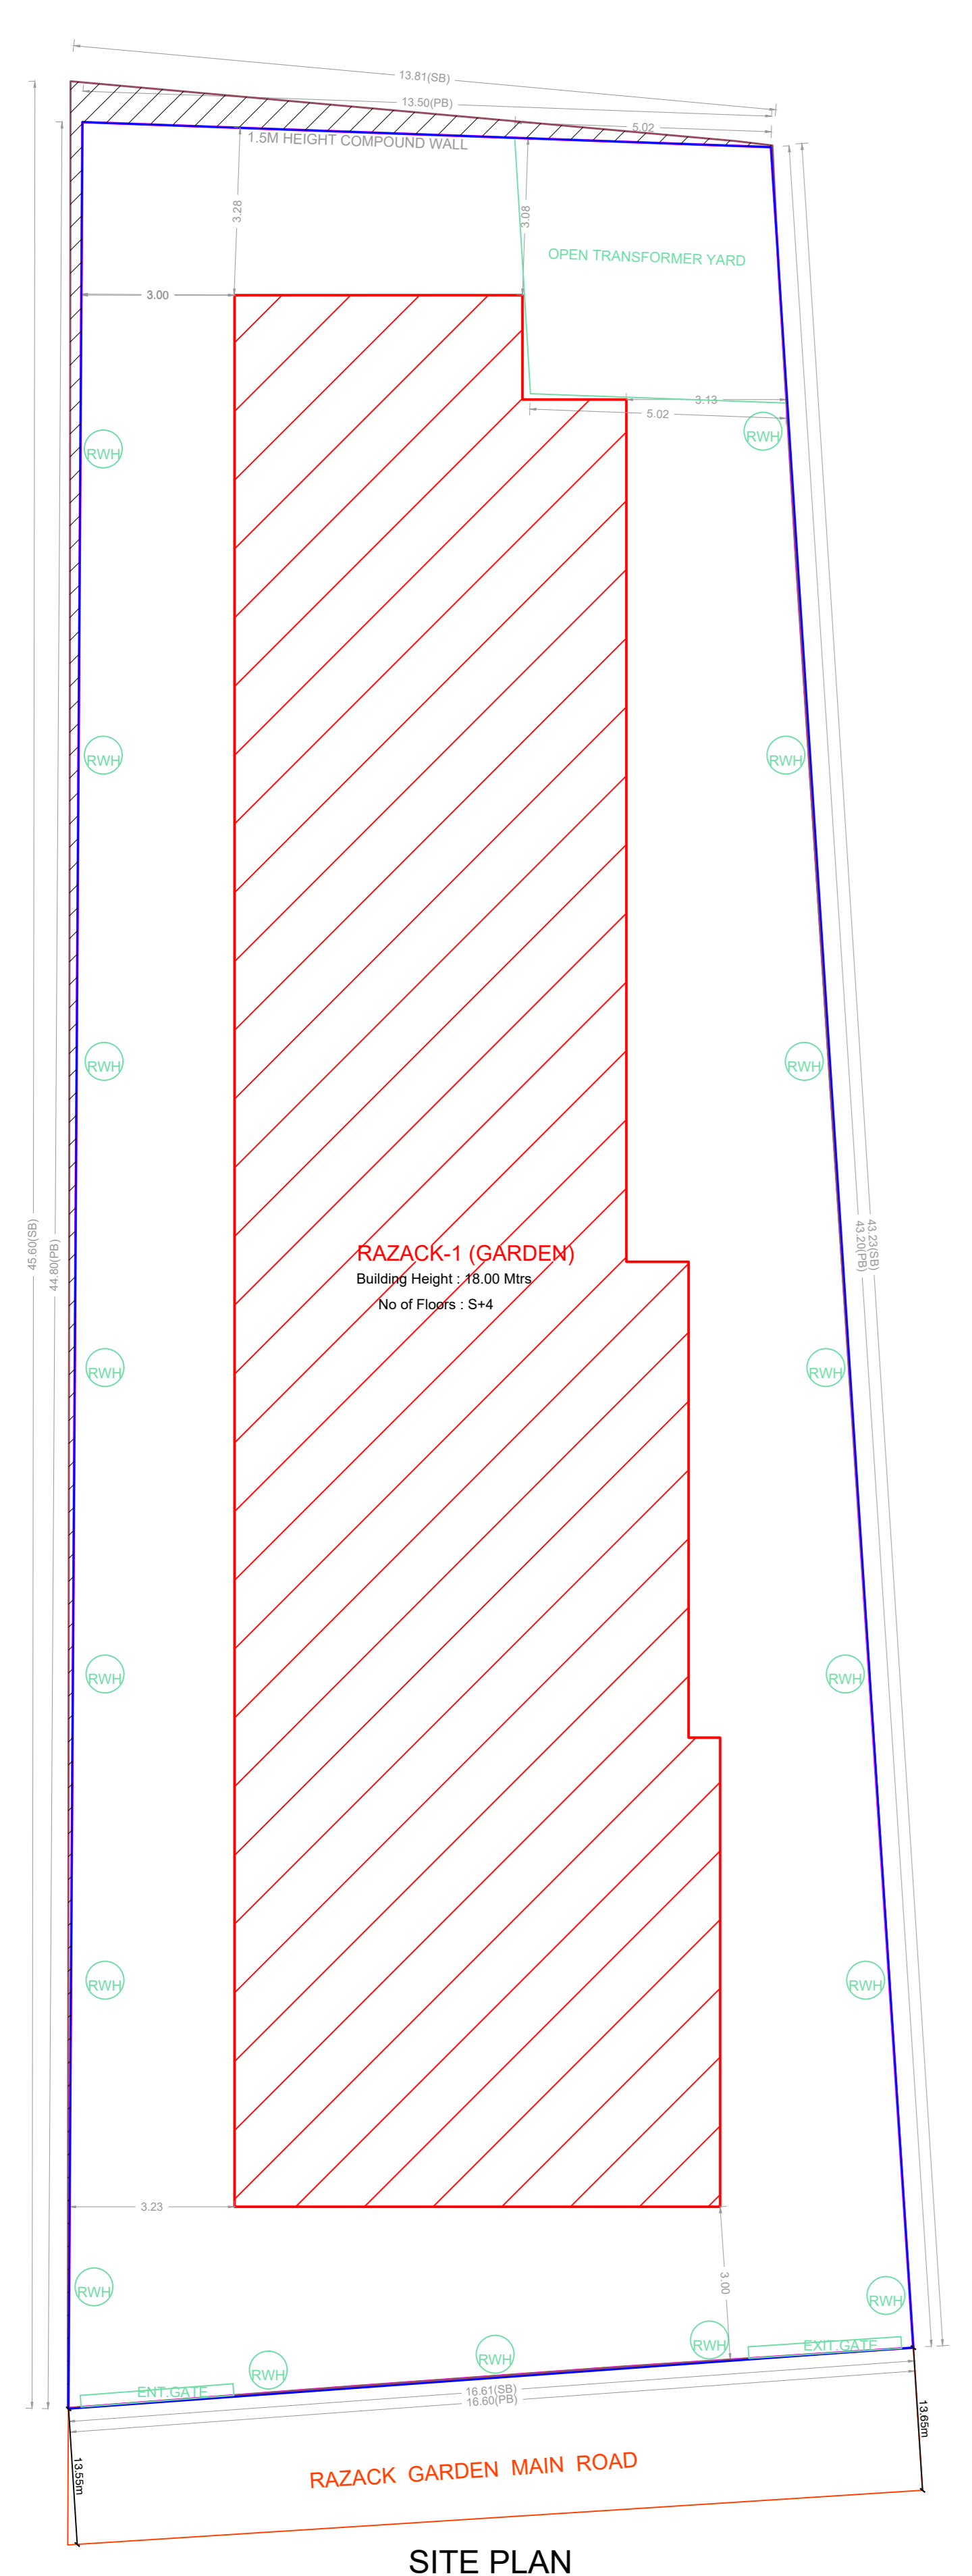 13.81(SB)
13.50(PB)
5.02
1.5M HEIGHT COMPOUND WALL
3.28
3.08
OPEN TRANSFORMER YARD
3.00
3.13
5.02
RWH
RWH
RWH
RWH
RWH
RWH
45.60(SB)
44.80(PB)
43.23(SB)
43.20(PB)
RAZACK-1 (GARDEN)
Building Height : 18.00 Mtrs
No of Floors : S+4
RWH
RWH
RWH
RWH
RWH
RWH
3.23
3.00
RWH
RWH
RWH
RWH
RWH
EXIT.GATE
ENT.GATE
16.61(SB)
16.60(PB)
13.65m
13.55m
RAZACK GARDEN MAIN ROAD
SITE PLAN